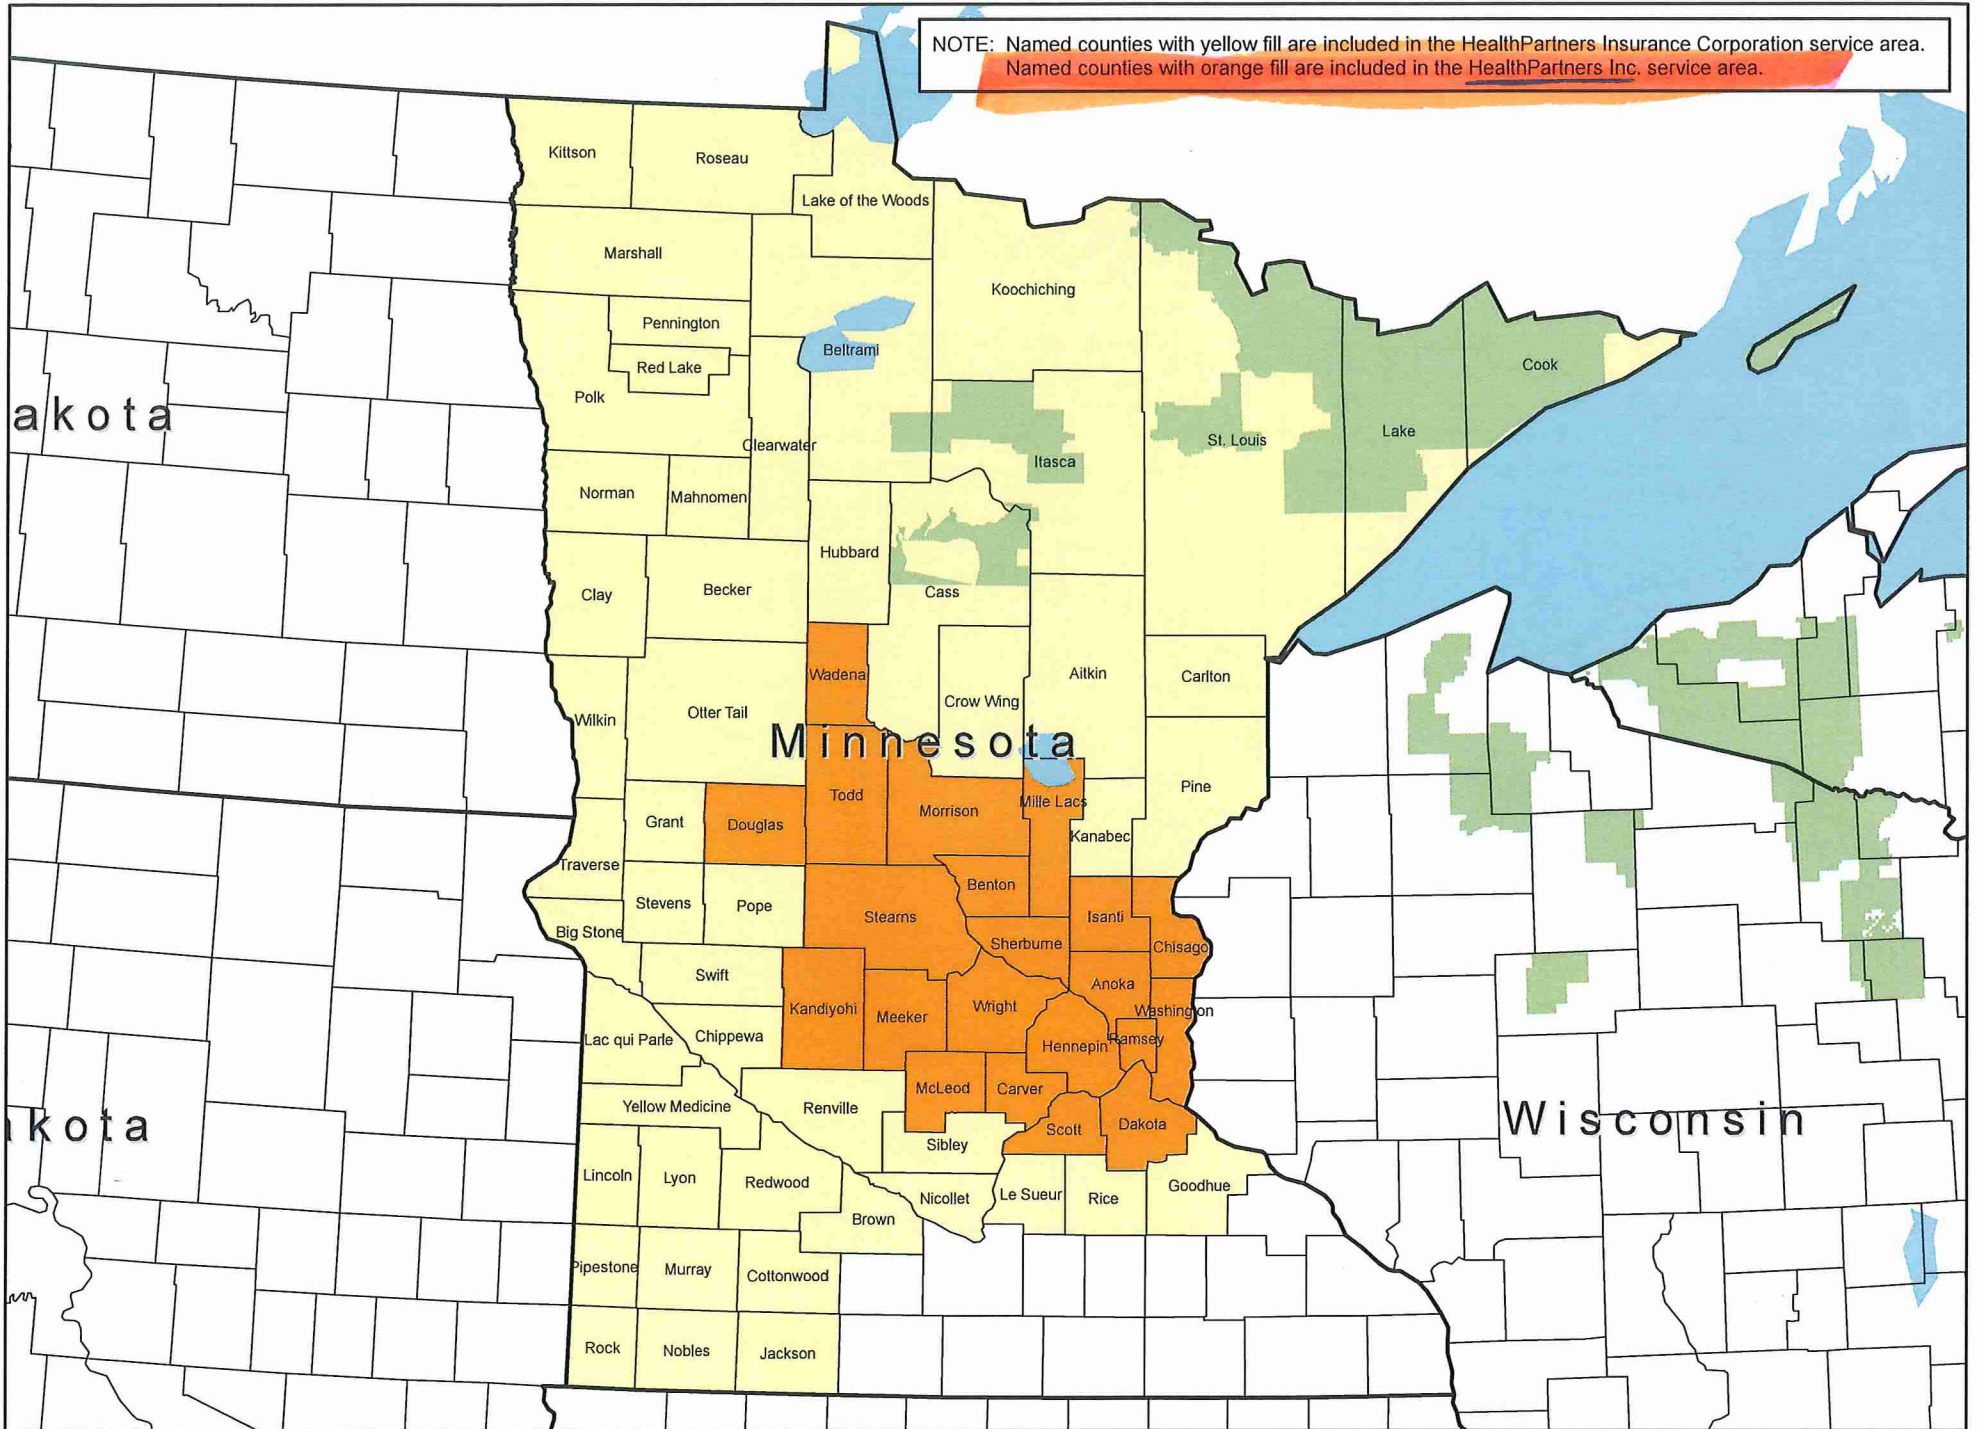 NOTE: Named counties with yellow fill are included in the HealthPartners Insurance Corporation service area.
Named counties with orange fill are included in the HealthPartners Inc. service area.
Kittson
Roseau
Lake of the Woods
Marshall
Koochiching
Pennington
Beltrami
Red Lake
Cook
Polk
akota
Clearwater
Lake
St. Louis
Itasca
Norman
Mahnomen
Hubbard
Clay
Becker
Cass
Wadena
Aitkin
Carlton
Crow Wing
Otter Tail
Wilkin
Minnesota
Pine
Todd
Mille Lacs
Morrison
Grant
Douglas
Kanabec
Traverse
Benton
Stevens
Pope
Stearns
Isanti
Big Stone
Sherburne
Chisago
Swift
Anoka
Kandiyohi
Wright
Washington
Meeker
Lac qui Parle
Chippewa
Ramsey
Hennepin
McLeod
Carver
Yellow Medicine
Renville
kota
Wisconsin
Scott
Dakota
Sibley
Lincoln
Lyon
Redwood
Goodhue
Nicollet
Le Sueur
Rice
Brown
Pipestone
Murray
Cottonwood
Rock
Nobles
Jackson